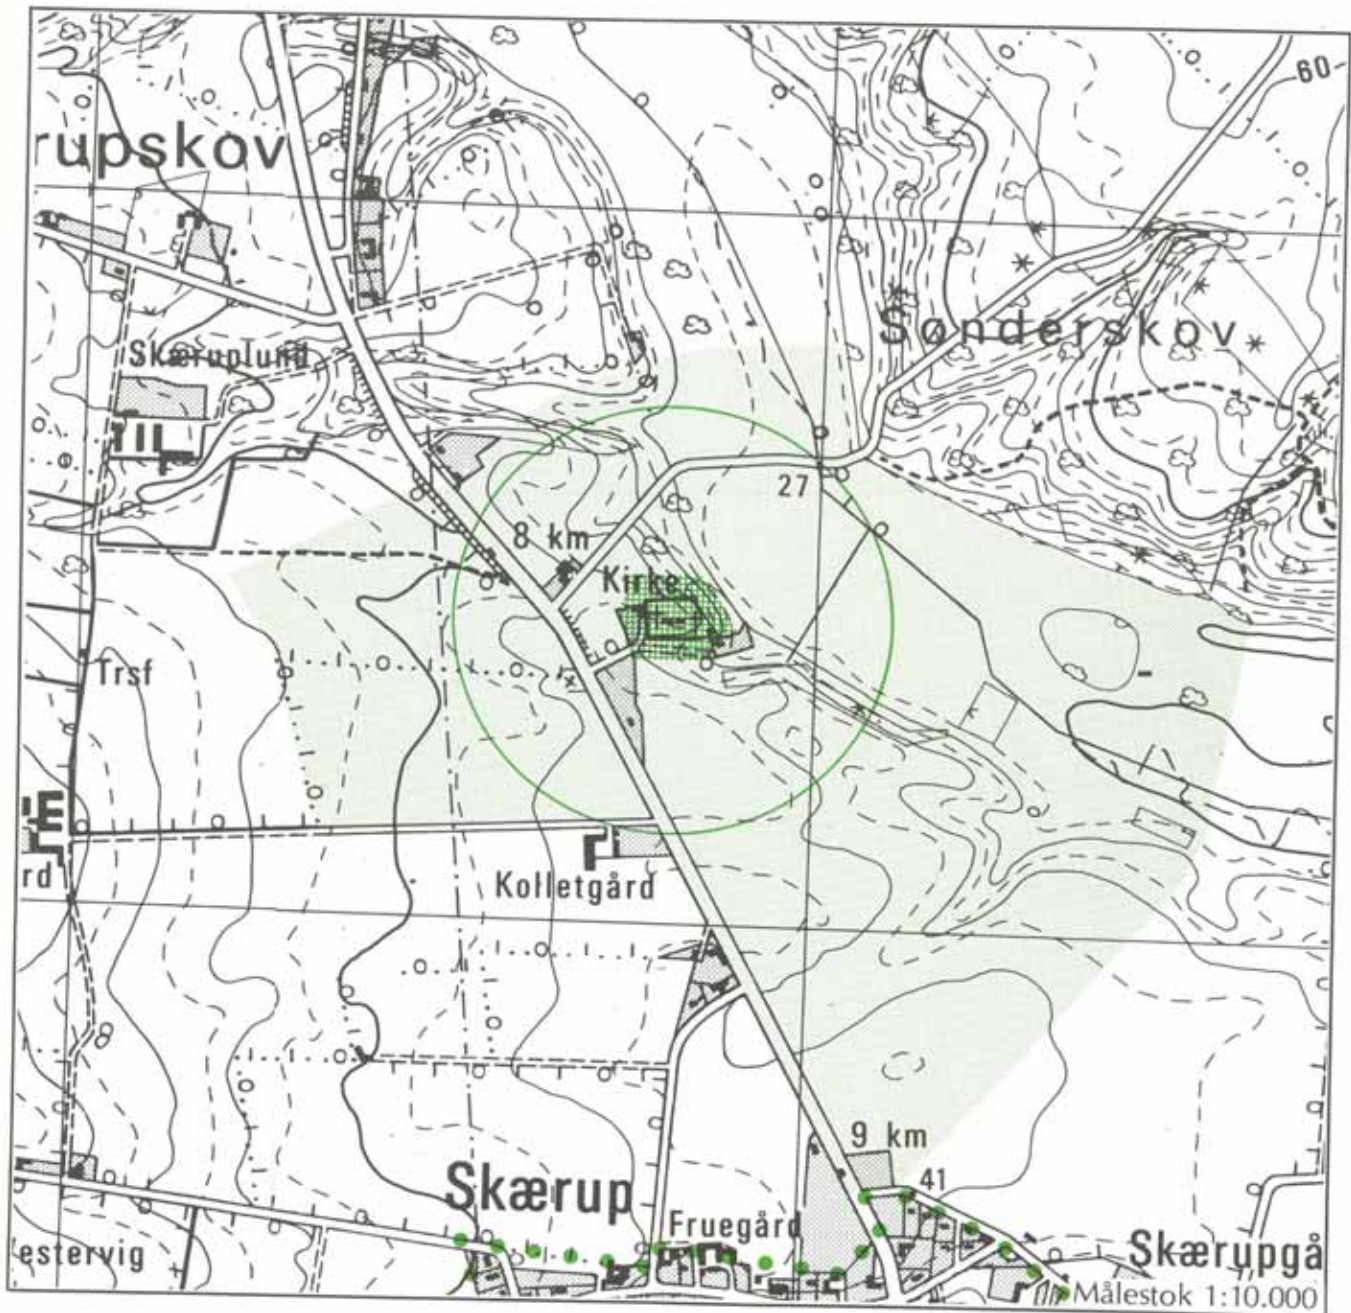 60
rupskov
Sønderskov
Skæruplund
27
8 km
Kirke
Trsf
rd
Kolletgård
9 km
Skærup
41
Fruegård
estervig
Skærupgå
Målestok 1:10.000